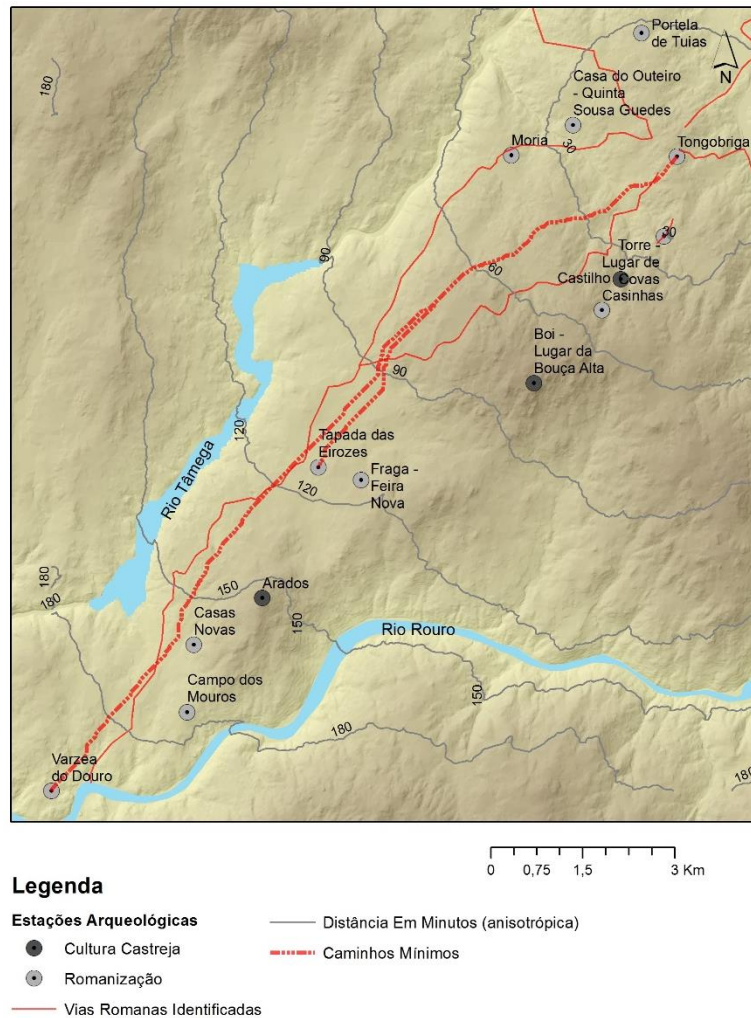 Portela
de Tuias
180
N
Casa do Outeiro
- Quinta
Sousa Guedes
30
Moria
Tongobriga
30
Torre -
Lugar de
Covas
Castilho
Casinhas
90
60
Boi -
Lugar da
Bouça Alta
90
120
Tapada das
Eirozes
Rio Tâmega
120
Fraga -
Feira
Nova
180
180
150
Arados
150
Casas
Novas
Rio Rouro
Campo dos
Mouros
150
180
Varzea
do Douro
180
0 0,75 1,5 3 Km
Legenda
Estações Arqueológicas
Cultura Castreja
Romanização
Vias Romanas Identificadas
Distância Em Minutos (anisotrópica)
Caminhos Mínimos